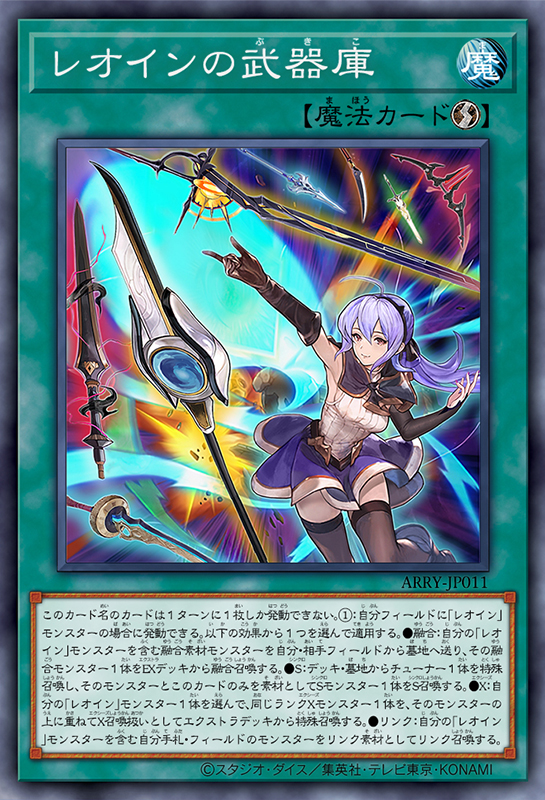 レオインの武器庫
魔
【魔法カード】
ARRY-JP011
このカード名のカードは1ターンに1枚しか発動できない。①:自分フィールドに「レオイン」
モンスターの場合に発動できる。以下の効果から1つを選んで適用する。●融合:自分の「レオ
イン」モンスターを含む融合素材モンスターを自分・相手フィールドから墓地へ送り、その融
合モンスター1体をEXデッキから融合召喚する。●S:デッキ・墓地からチューナー1体を特殊
召喚し、そのモンスターとこのカードのみを素材としてSモンスター1体をS召喚する。●X:自
分の「レオイン」モンスター1体を選んで、同じランクXモンスター1体を、そのモンスターの
上に重ねてX召喚扱いとしてエクストラデッキから特殊召喚する。●リンク:自分の「レオイン
」モンスターを含む自分手札・フィールドのモンスターをリンク素材としてリンク召喚する。
©スタジオ・ダイス/集英社・テレビ東京・KONAMI